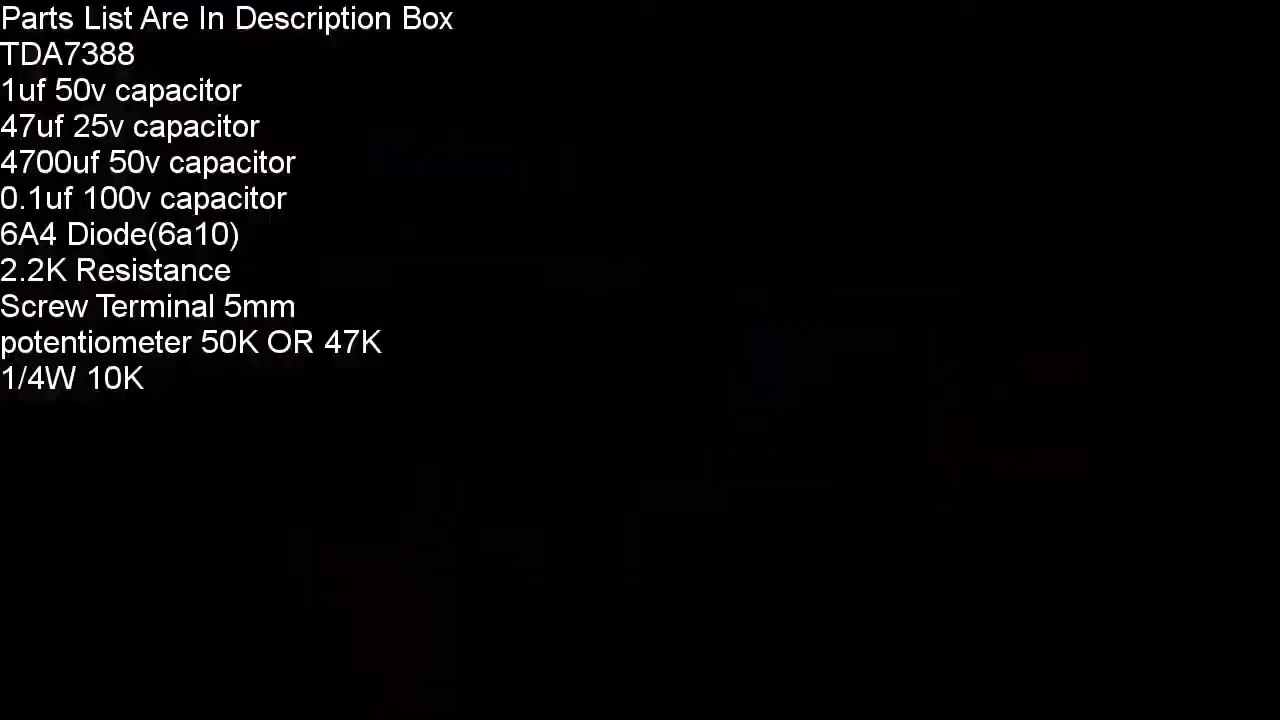 Parts List Are In Description Box
TDA7388
1uf 50v capacitor
47uf 25v capacitor
4700uf 50v capacitor
0.1uf 100v capacitor
6A4 Diode(6a10)
2.2K Resistance
Screw Terminal 5mm
potentiometer 50K OR 47K
1/4W 10K